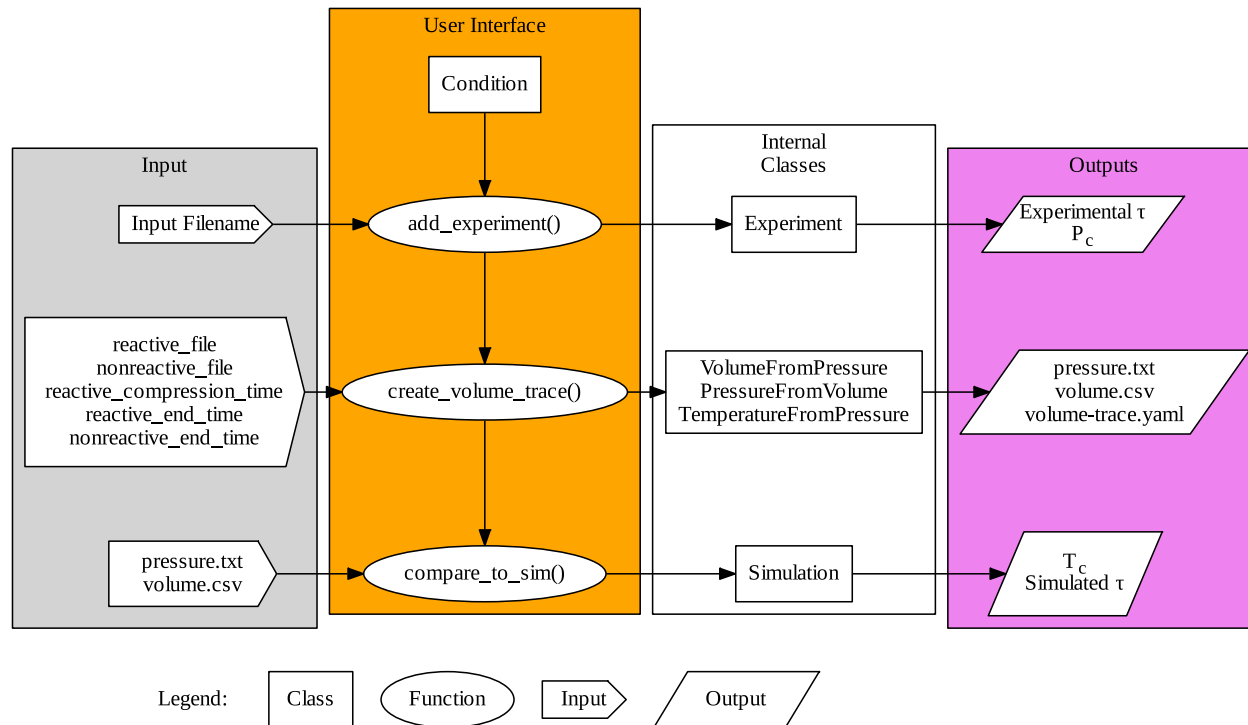 User Interface
Condition
Internal
Classes
Input
Outputs
Input Filename
add_experiment()
Experiment
Experimental τ
P_c
reactive_file
nonreactive_file
reactive_compression_time
reactive_end_time
nonreactive_end_time
create_volume_trace()
VolumeFromPressure
PressureFromVolume
TemperatureFromPressure
pressure.txt
volume.csv
volume-trace.yaml
pressure.txt
volume.csv
compare_to_sim()
Simulation
T_c
Simulated τ
Legend:
Class
Function
Input
Output